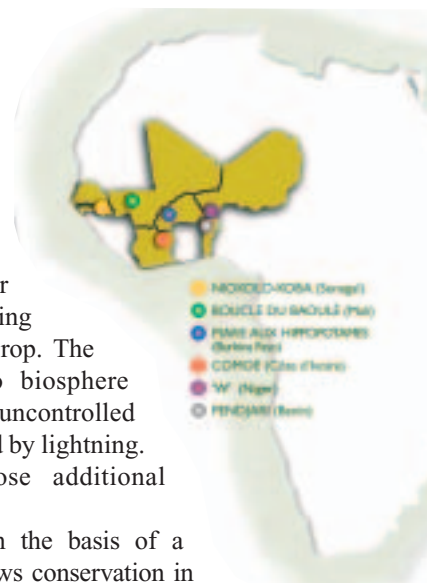 r
ing
rop. The
o biosphere
uncontrolled
d by lightning.
ose additional
n the basis of a
ws conservation in
NIOKOLO-KOBA (Senegal)
BOUCLE DU BAOULÉ (Mali)
MARE AUX HIPPOPOTAMES
(Burkina Faso)
COMOÉ (Côte d'Ivoire)
'W' (Niger)
PENDJARI (Benin)